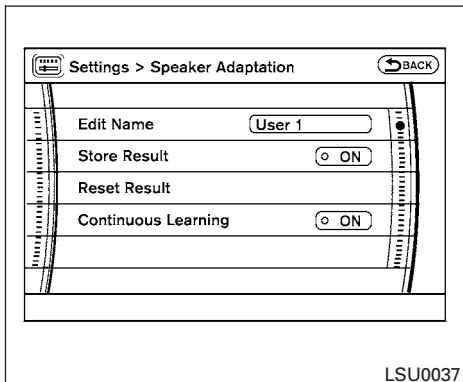 Settings > Speaker Adaptation BACK
Edit Name User 1
Store Result ON
Reset Result
Continuous Learning ON
LSU0037